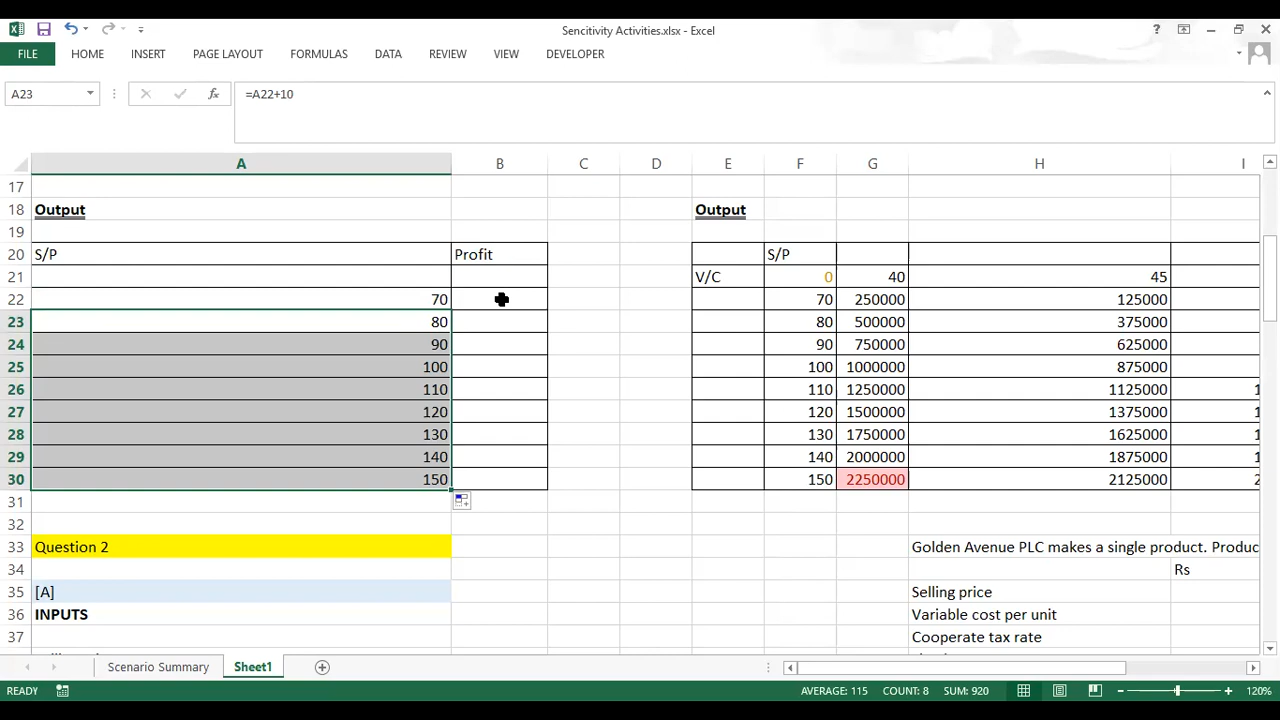 Sencitivity Activities.xlsx - Excel
FILE HOME INSERT PAGE LAYOUT FORMULAS DATA REVIEW VIEW DEVELOPER
A23 =A22+10
A B C D E F G H I
17
18 Output Output
19
20 S/P Profit S/P
21 V/C 0 40 45
22 70 70 250000 125000
23 80 80 500000 375000
24 90 90 750000 625000
25 100 100 1000000 875000
26 110 110 1250000 1125000 1
27 120 120 1500000 1375000 1
28 130 130 1750000 1625000 1
29 140 140 2000000 1875000 1
30 150 150 2250000 2125000 2
31
32
33 Question 2 Golden Avenue PLC makes a single product. Produc
34 Rs
35 [A] Selling price
36 INPUTS Variable cost per unit
37 Cooperate tax rate
Scenario Summary Sheet1
READY AVERAGE: 115 COUNT: 8 SUM: 920 120%